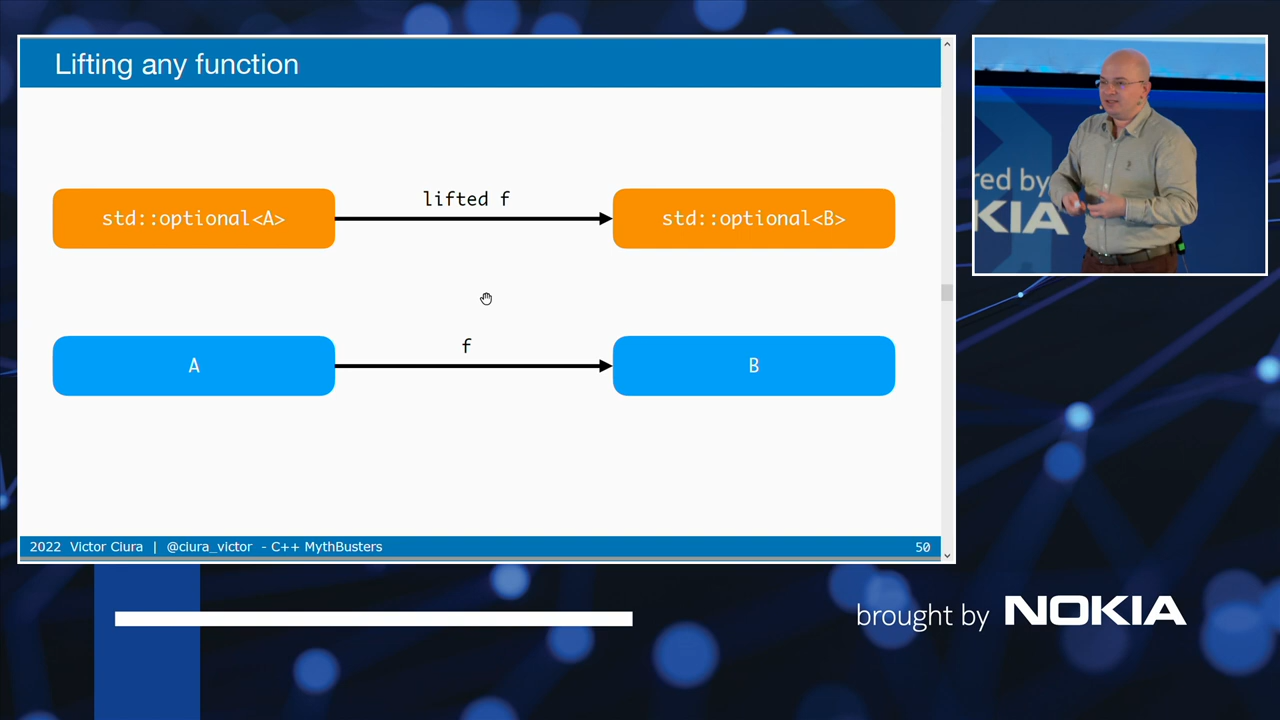 Lifting any function
lifted f
std::optional<A>
std::optional<B>
f
A
B
2022 Victor Ciura | @ciura_victor - C++ MythBusters
50
red by
KIA
brought by NOKIA